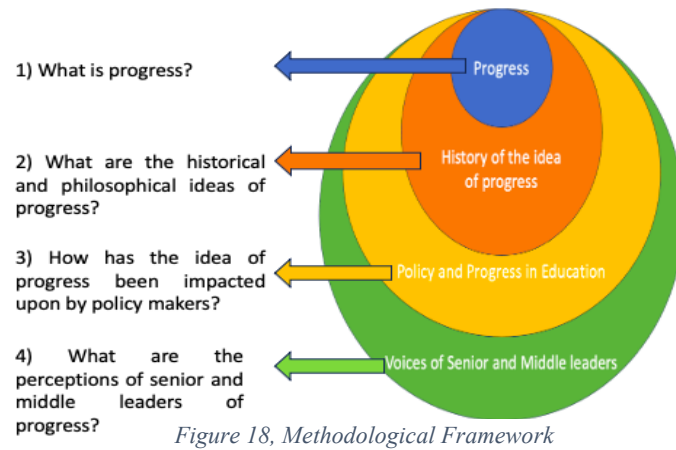 1) What is progress?
Progress
2) What are the historical
and philosophical ideas of
progress?
History of the idea
of progress
3) How has the idea of
progress been impacted
upon by policy makers?
Policy and Progress in Education
4) What are the
perceptions of senior and
middle leaders of
progress?
Voices of Senior and Middle leaders
Figure 18, Methodological Framework